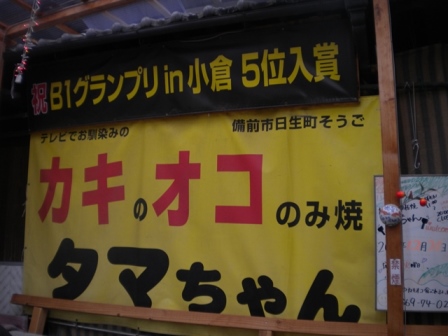 祝 B1グランプリin小倉 5位入賞
テレビでお馴染みの
備前市日生町そうご
カキのオコのみ焼
タマちゃん
禁煙